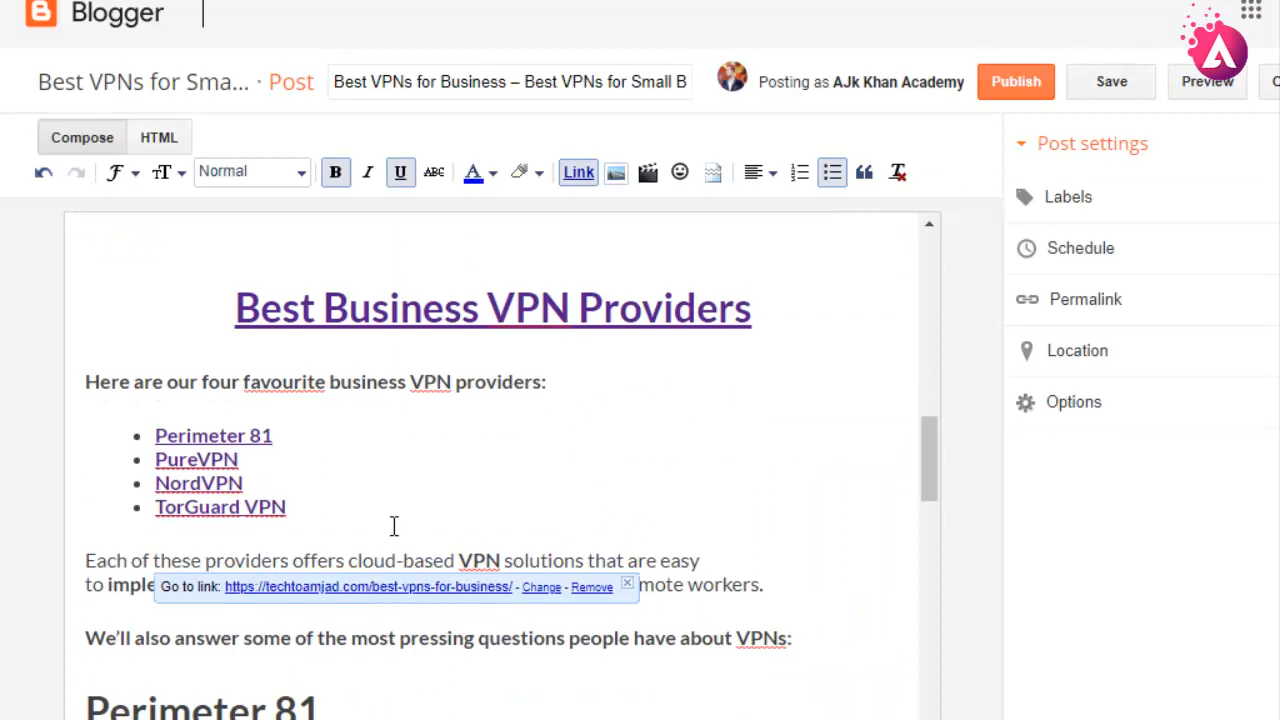 Blogger
Best VPNs for Sma... · Post
Best VPNs for Business – Best VPNs for Small B
Posting as AJk Khan Academy
Publish
Save
Preview
Compose
HTML
Normal
B
I
U
ABC
A
Link
Post settings
Labels
Schedule
Permalink
Location
Options
Best Business VPN Providers
Here are our four favourite business VPN providers:
• Perimeter 81
• PureVPN
• NordVPN
• TorGuard VPN
Each of these providers offers cloud-based VPN solutions that are easy
to imple
Go to link: https://techtoamjad.com/best-vpns-for-business/ - Change - Remove
mote workers.
We’ll also answer some of the most pressing questions people have about VPNs:
Perimeter 81